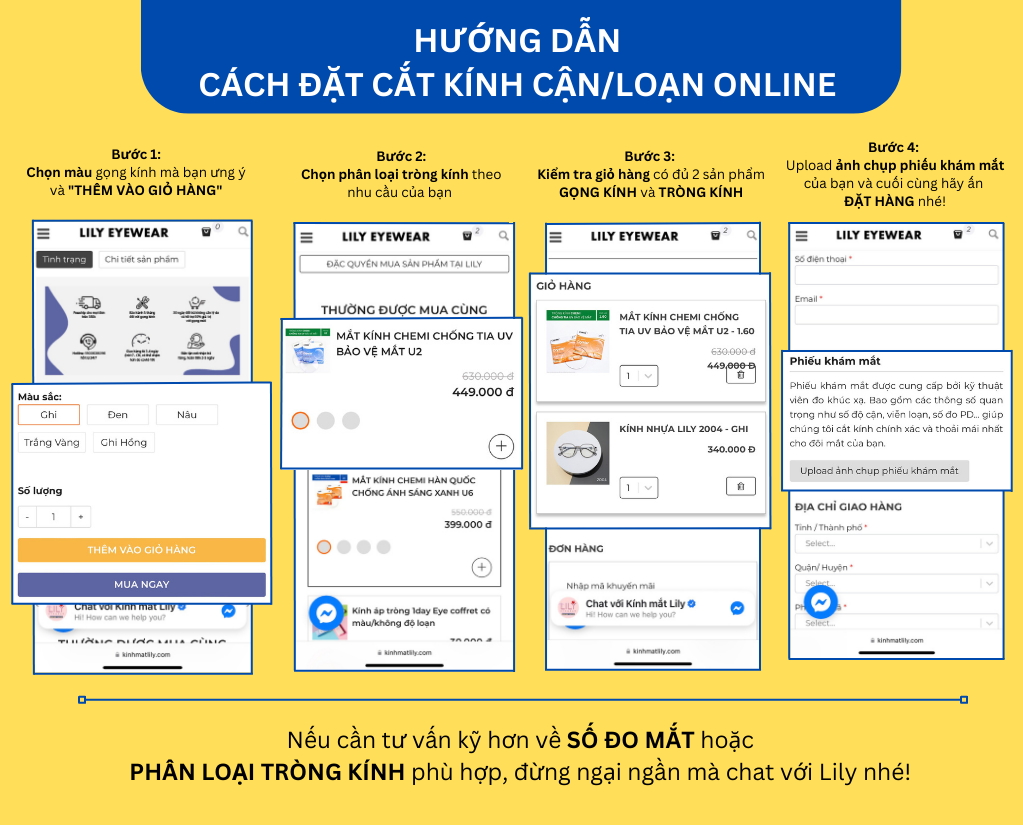 HƯỚNG DẪN
CÁCH ĐẶT CẮT KÍNH CẬN/LOẠN ONLINE
Bước 1:
Chọn màu gọng kính mà bạn ưng ý
và "THÊM VÀO GIỎ HÀNG"
LILY EYEWEAR
0
Tình trạng
Chi tiết sản phẩm
Màu sắc:
Ghi
Đen
Nâu
Trắng Vàng
Ghi Hồng
Số lượng
-
1
+
THÊM VÀO GIỎ HÀNG
MUA NGAY
Chat với Kính mắt Lily
Hi! How can we help you?
THƯỜNG ĐƯỢC MUA CÙNG
kinhmatlily.com
Bước 2:
Chọn phân loại tròng kính theo
nhu cầu của bạn
LILY EYEWEAR
2
ĐẶC QUYỀN MUA SẢN PHẨM TẠI LILY
THƯỜNG ĐƯỢC MUA CÙNG
MẮT KÍNH CHEMI CHỐNG TIA UV
BẢO VỆ MẮT U2
630.000 đ
449.000 đ
MẮT KÍNH CHEMI HÀN QUỐC
CHỐNG ÁNH SÁNG XANH U6
550.000 đ
399.000 đ
Kính áp tròng 1day Eye coffret có
màu/không độ loạn
kinhmatlily.com
Bước 3:
Kiểm tra giỏ hàng có đủ 2 sản phẩm
GỌNG KÍNH và TRÒNG KÍNH
LILY EYEWEAR
2
GIỎ HÀNG
MẮT KÍNH CHEMI CHỐNG
TIA UV BẢO VỆ MẮT U2 - 1.60
630.000 đ
449.000 Đ
1
KÍNH NHỰA LILY 2004 - GHI
340.000 Đ
1
ĐƠN HÀNG
Nhập mã khuyến mãi
Chat với Kính mắt Lily
Hi! How can we help you?
kinhmatlily.com
Bước 4:
Upload ảnh chụp phiếu khám mắt
của bạn và cuối cùng hãy ấn
ĐẶT HÀNG nhé!
LILY EYEWEAR
2
Số điện thoại *
Email *
Phiếu khám mắt
Phiếu khám mắt được cung cấp bởi kỹ thuật
viên đo khúc xạ. Bao gồm các thông số quan
trọng như số độ cận, viễn loạn, số đo PD... giúp
chúng tôi cắt kính chính xác và thoải mái nhất
cho đôi mắt của bạn.
Upload ảnh chụp phiếu khám mắt
ĐỊA CHỈ GIAO HÀNG
Tỉnh / Thành phố *
Select...
Quận/ Huyện *
Select...
Select...
kinhmatlily.com
Nếu cần tư vấn kỹ hơn về SỐ ĐO MẮT hoặc
PHÂN LOẠI TRÒNG KÍNH phù hợp, đừng ngại ngần mà chat với Lily nhé!